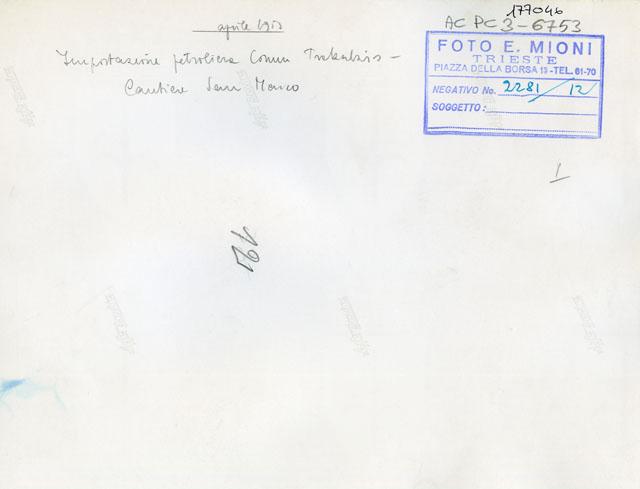 177046
AC PC 3-6753
aprile
Impostazione petroliera Comm
Cantiere San Marco
FOTO E. MIONI
TRIESTE
PIAZZA DELLA BORSA 13-TEL. 61-70
NEGATIVO No. 2281/12
SOGGETTO:
1
192